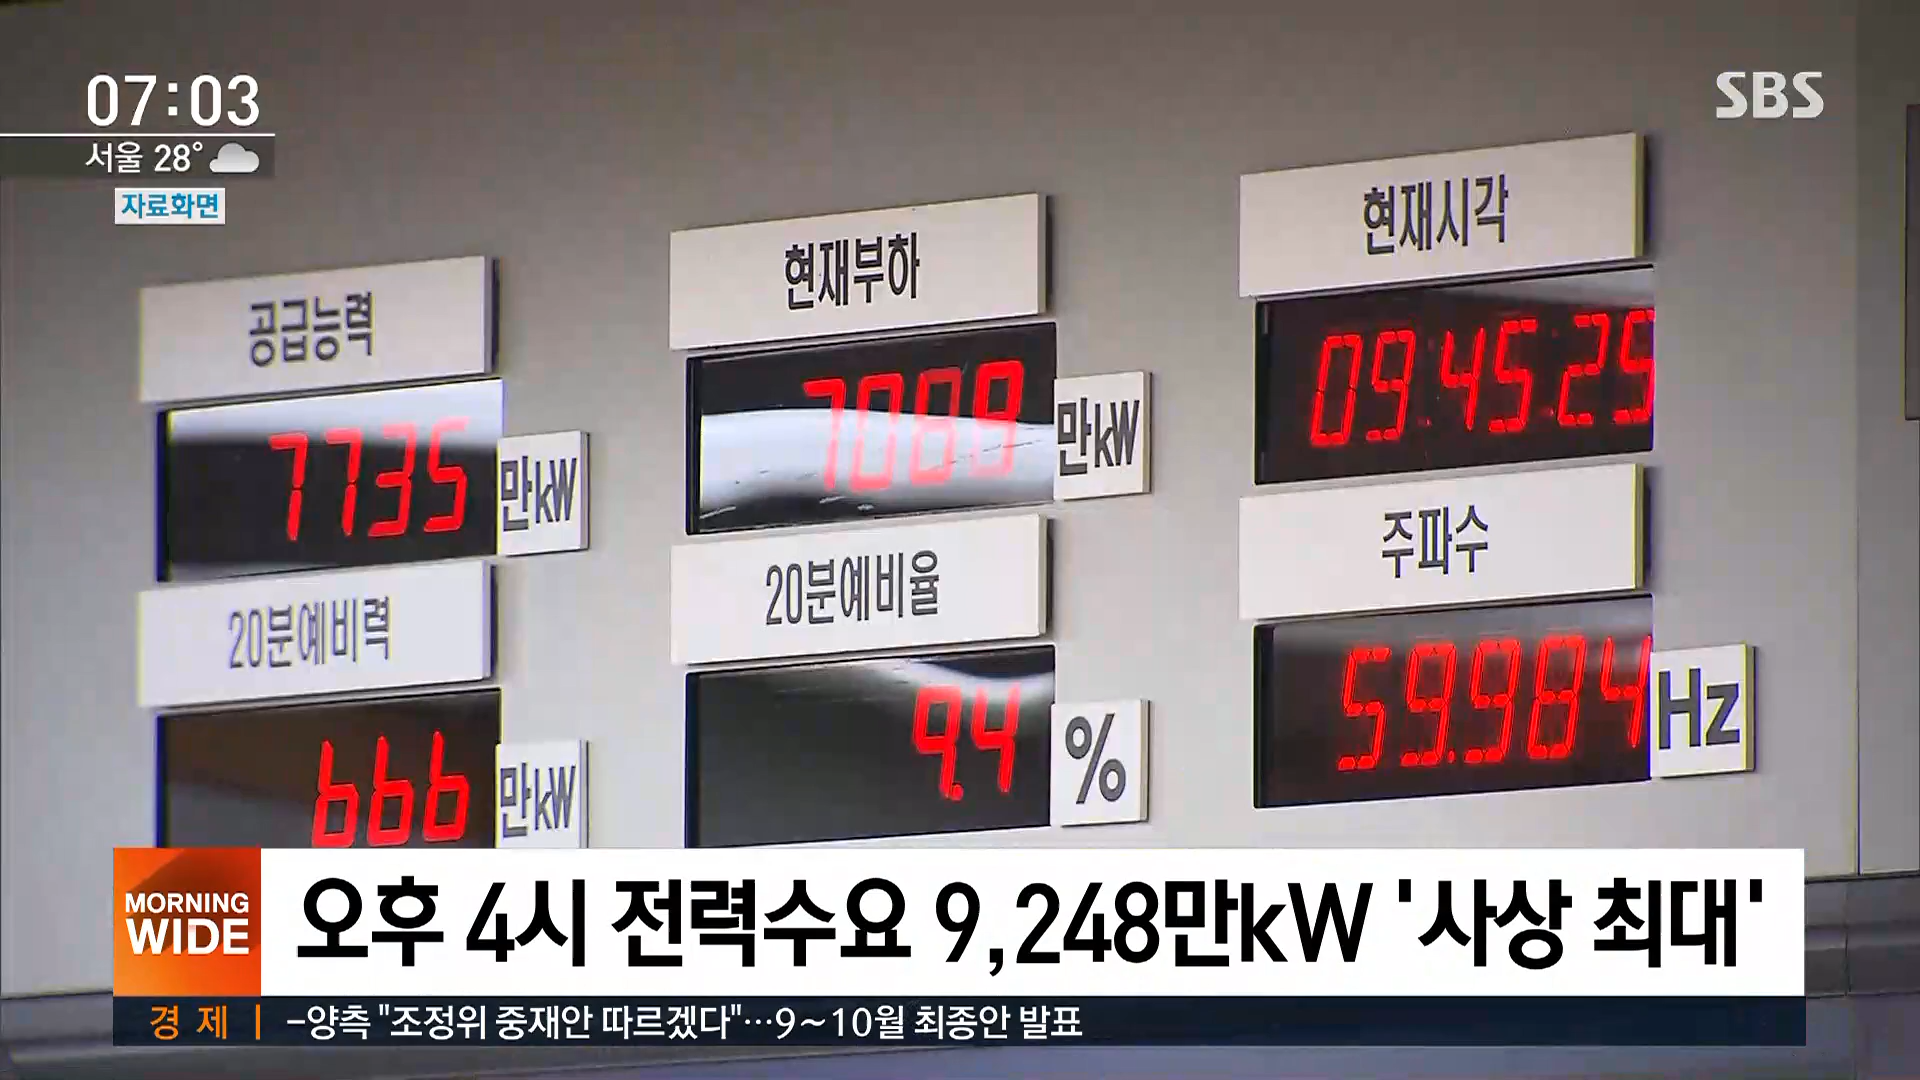 07:03
SBS
서울 28°
자료화면
현재시각
현재부하
공급능력
09.45.25
7088
만kW
7735
만kW
주파수
20분예비율
20분예비력
59.984
Hz
9.4
%
666
만kW
MORNING
WIDE
오후 4시 전력수요 9,248만kW '사상 최대'
경제 | -양측 "조정위 중재안 따르겠다"…9~10월 최종안 발표